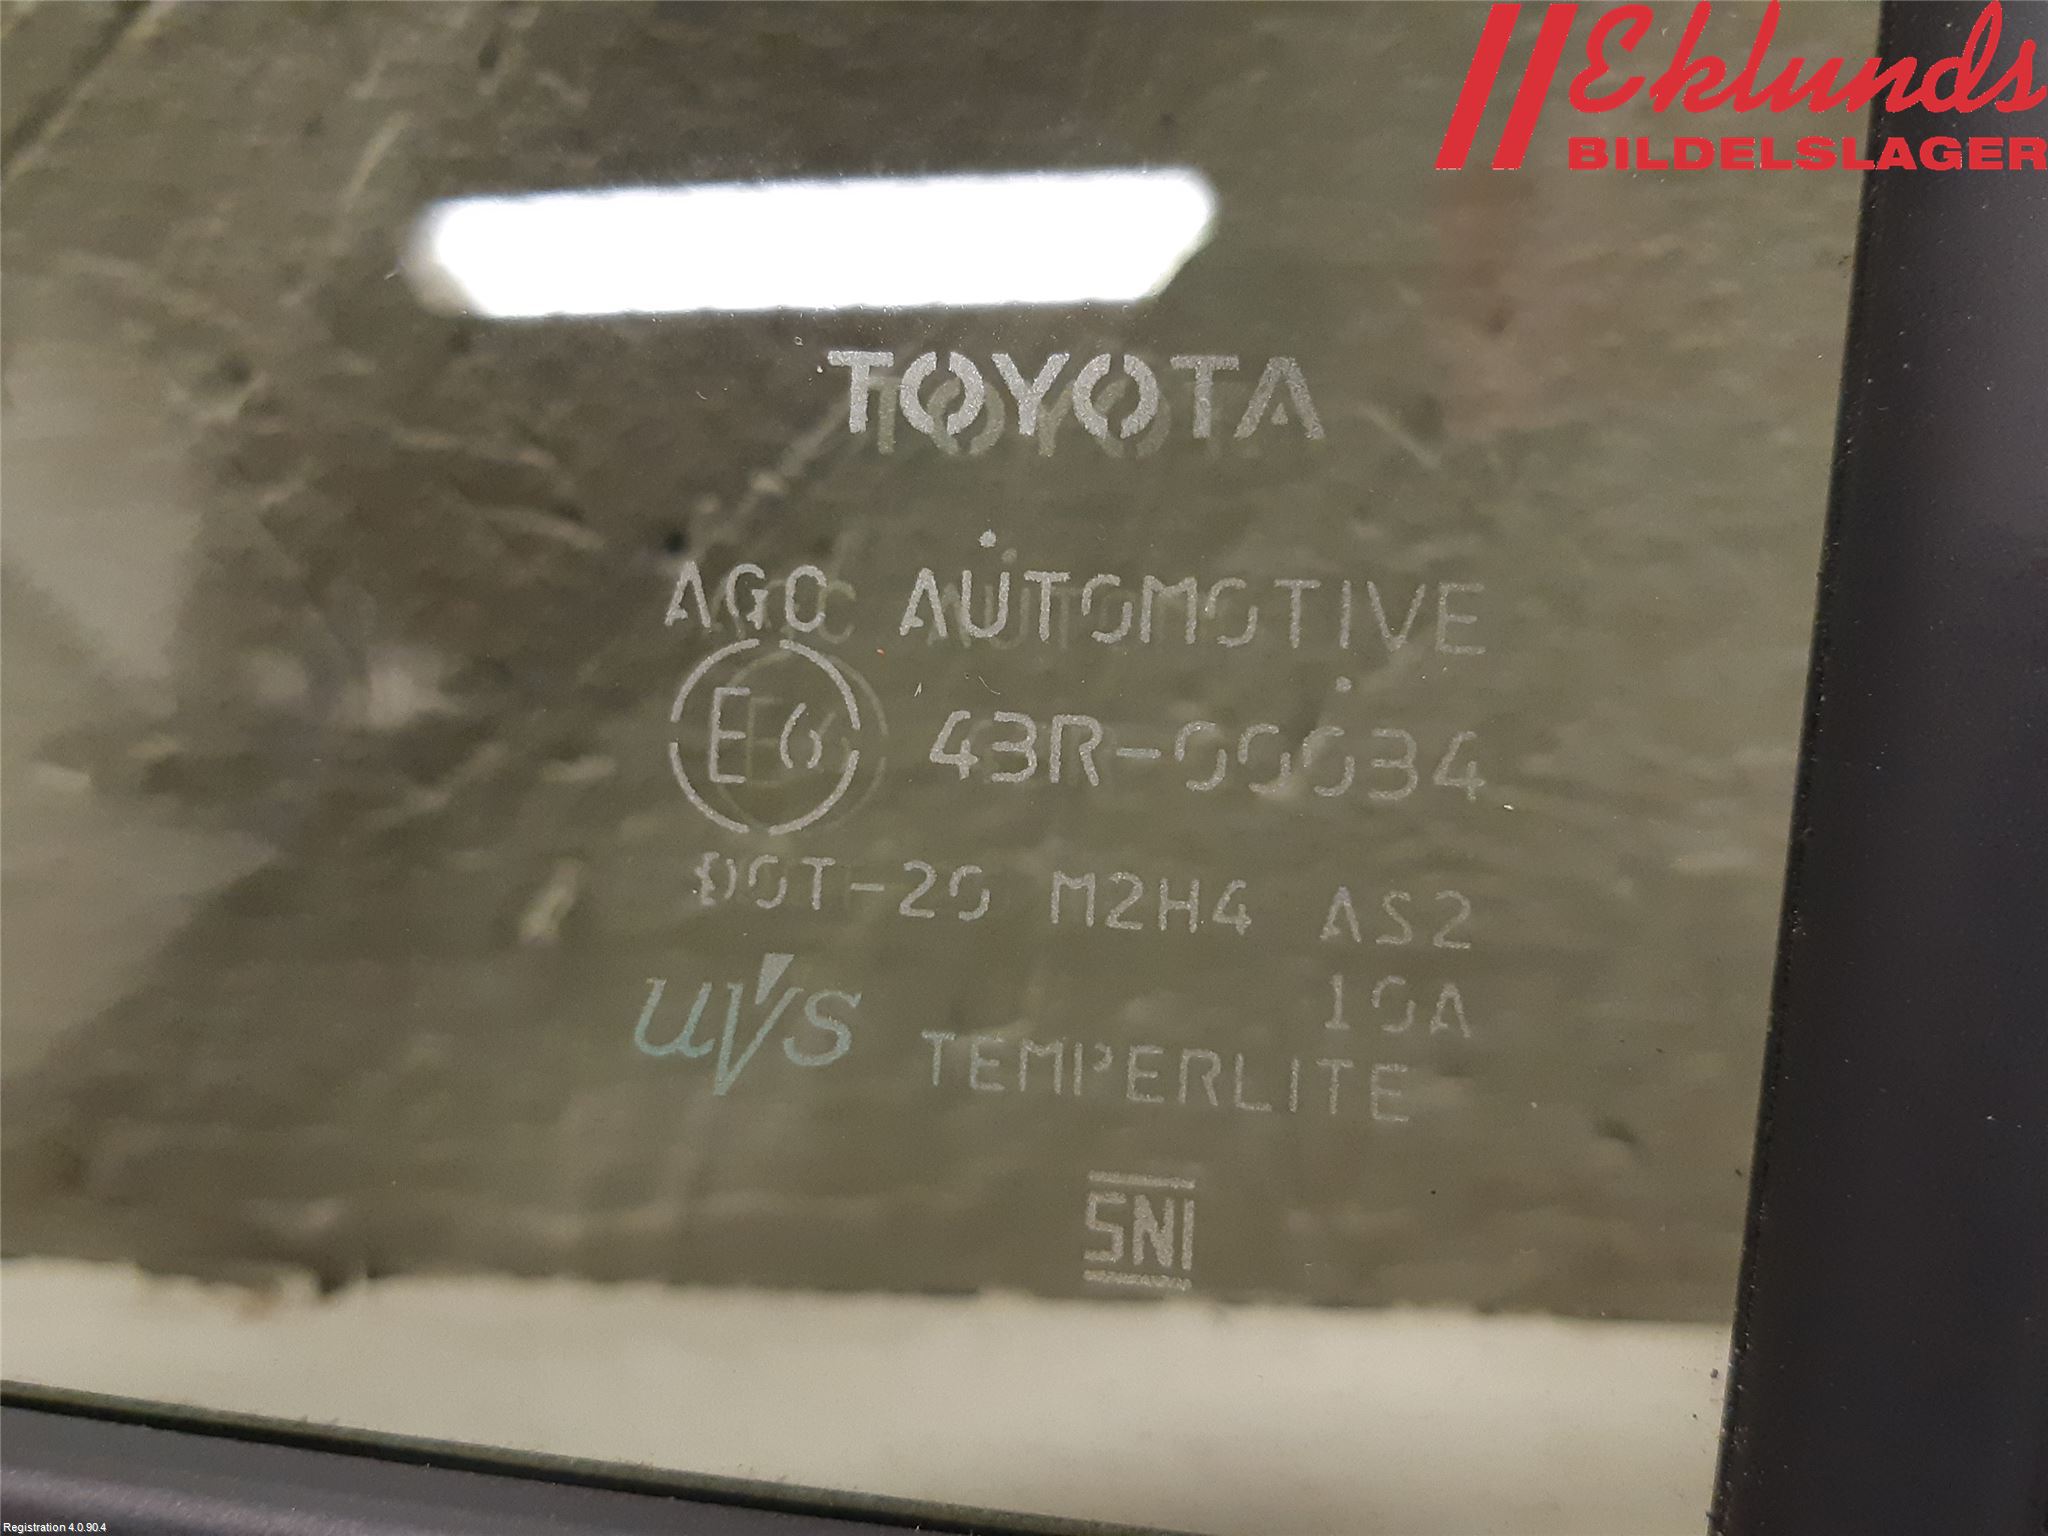 Eklunds
BILDELSLAGER
TOYOTA
AGC AUTOMOTIVE
E6 43R-00034
DOT-20 M2H4 AS2
uvs 10A
TEMPERLITE
SNI
Registration 4.0.90.4